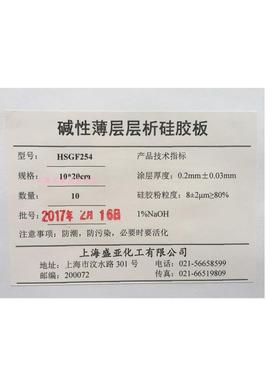 碱性薄层层析硅胶板
型号: HSGF254 产品技术指标
规格: 10*20cm 涂层厚度: 0.2mm±0.03mm
数量: 10 硅胶粉粒度: 8±2μm≥80%
批号: 2017年 2月 16日 1%NaOH
注意事项: 防潮,防污染,必要时要活化
上海盛亚化工有限公司
地址: 上海市汶水路 301 号 电话: 021-56658599
邮编: 200072 传真: 021-66519809